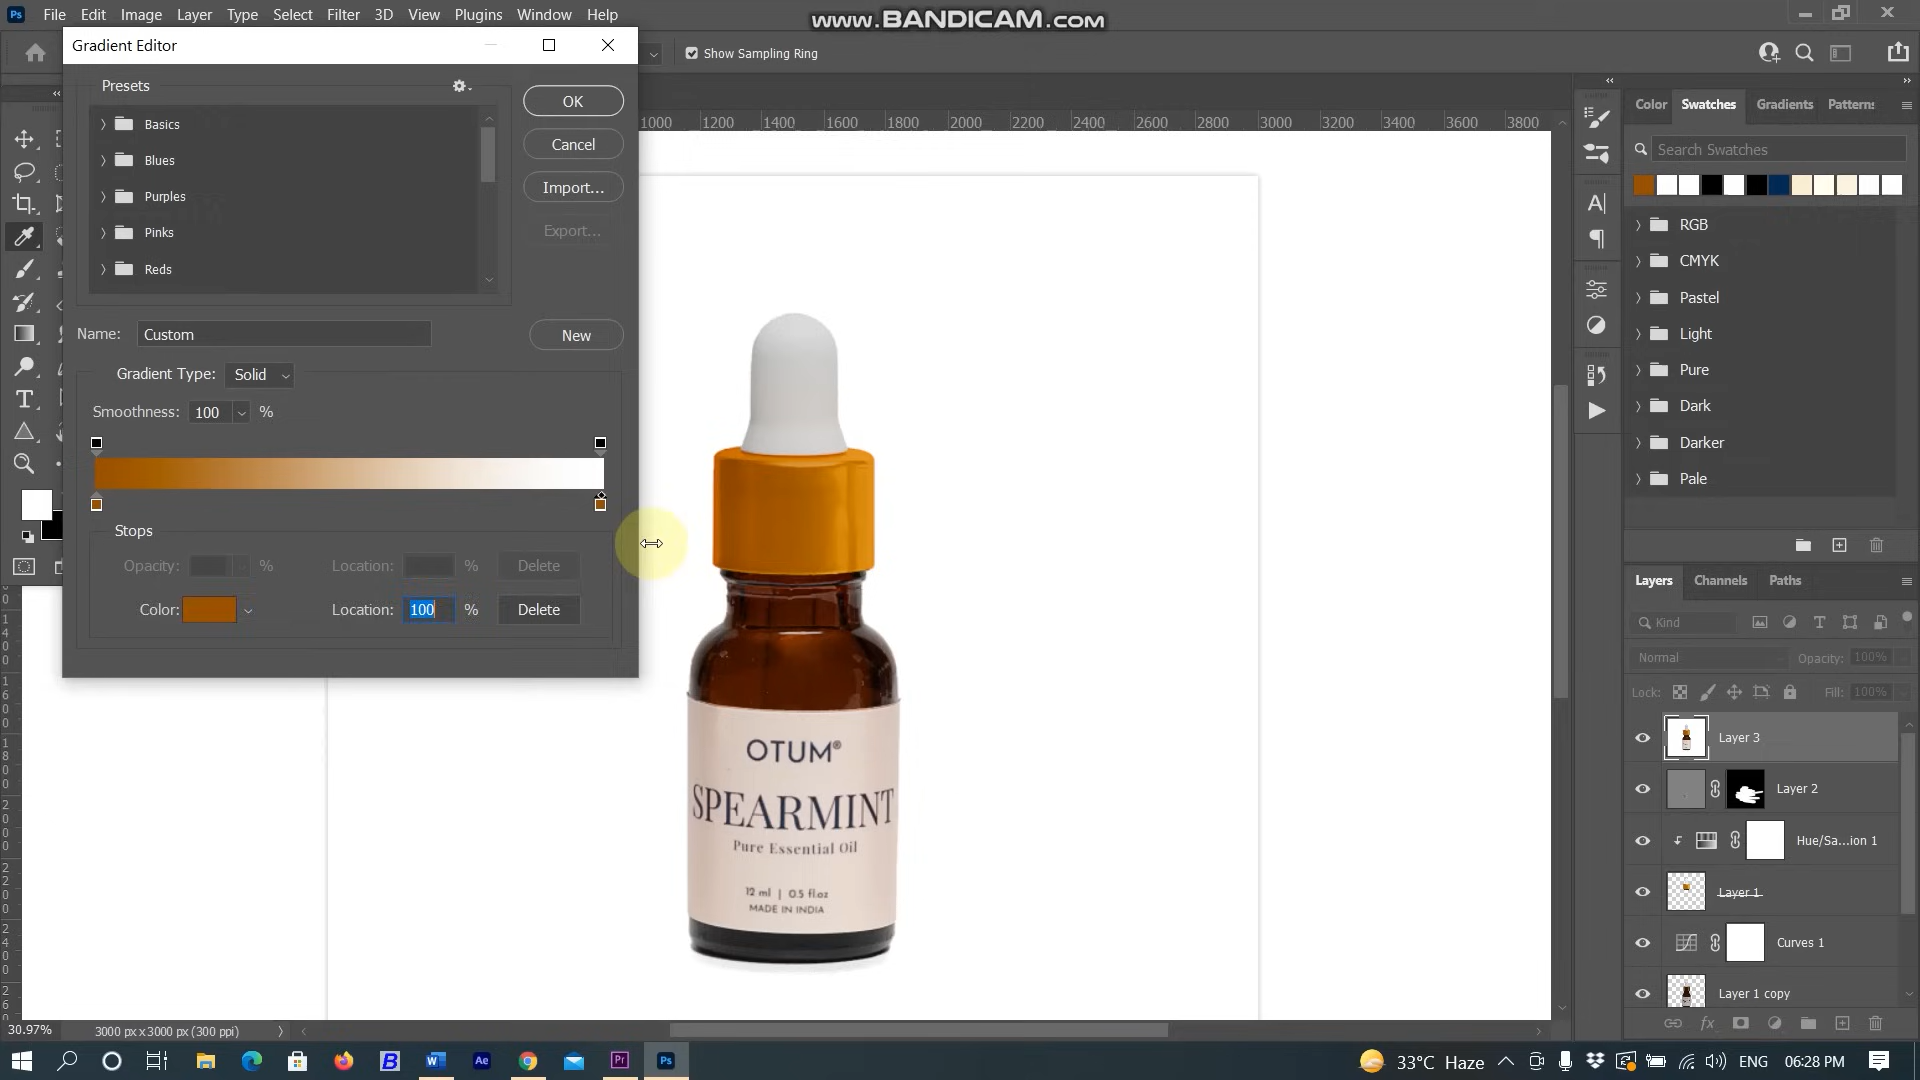 File Edit Image Layer Type Select Filter 3D View Plugins Window Help
www.BANDICAM.com
Gradient Editor
Show Sampling Ring
Presets
OK
Basics
Cancel
Blues
Import...
Purples
Export...
Pinks
Reds
Name: Custom
New
Gradient Type: Solid
Smoothness: 100 %
Stops
Opacity: % Location: % Delete
Color: Location: 100 % Delete
1000 1200 1400 1600 1800 2000 2200 2400 2600 2800 3000 3200 3400 3600 3800
OTUM®
SPEARMINT
Pure Essential Oil
12 ml | 0.5 fl.oz
MADE IN INDIA
Color Swatches Gradients Patterns
Search Swatches
RGB
CMYK
Pastel
Light
Pure
Dark
Darker
Pale
Layers Channels Paths
Kind
Normal Opacity: 100%
Lock: Fill: 100%
Layer 3
Layer 2
Hue/Sa...ion 1
Layer 1
Curves 1
Layer 1 copy
30.97% 3000 px x 3000 px (300 ppi)
33°C Haze ENG 06:28 PM